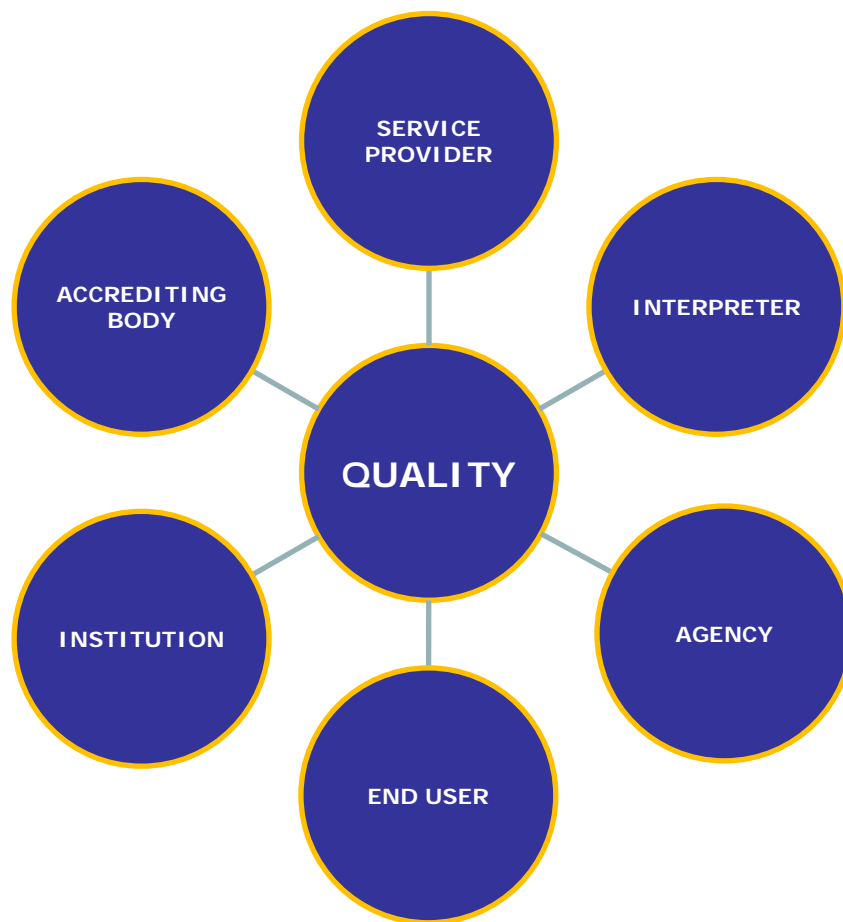 SERVICE
PROVIDER
ACCREDITING
BODY
INTERPRETER
QUALITY
INSTITUTION
AGENCY
END USER